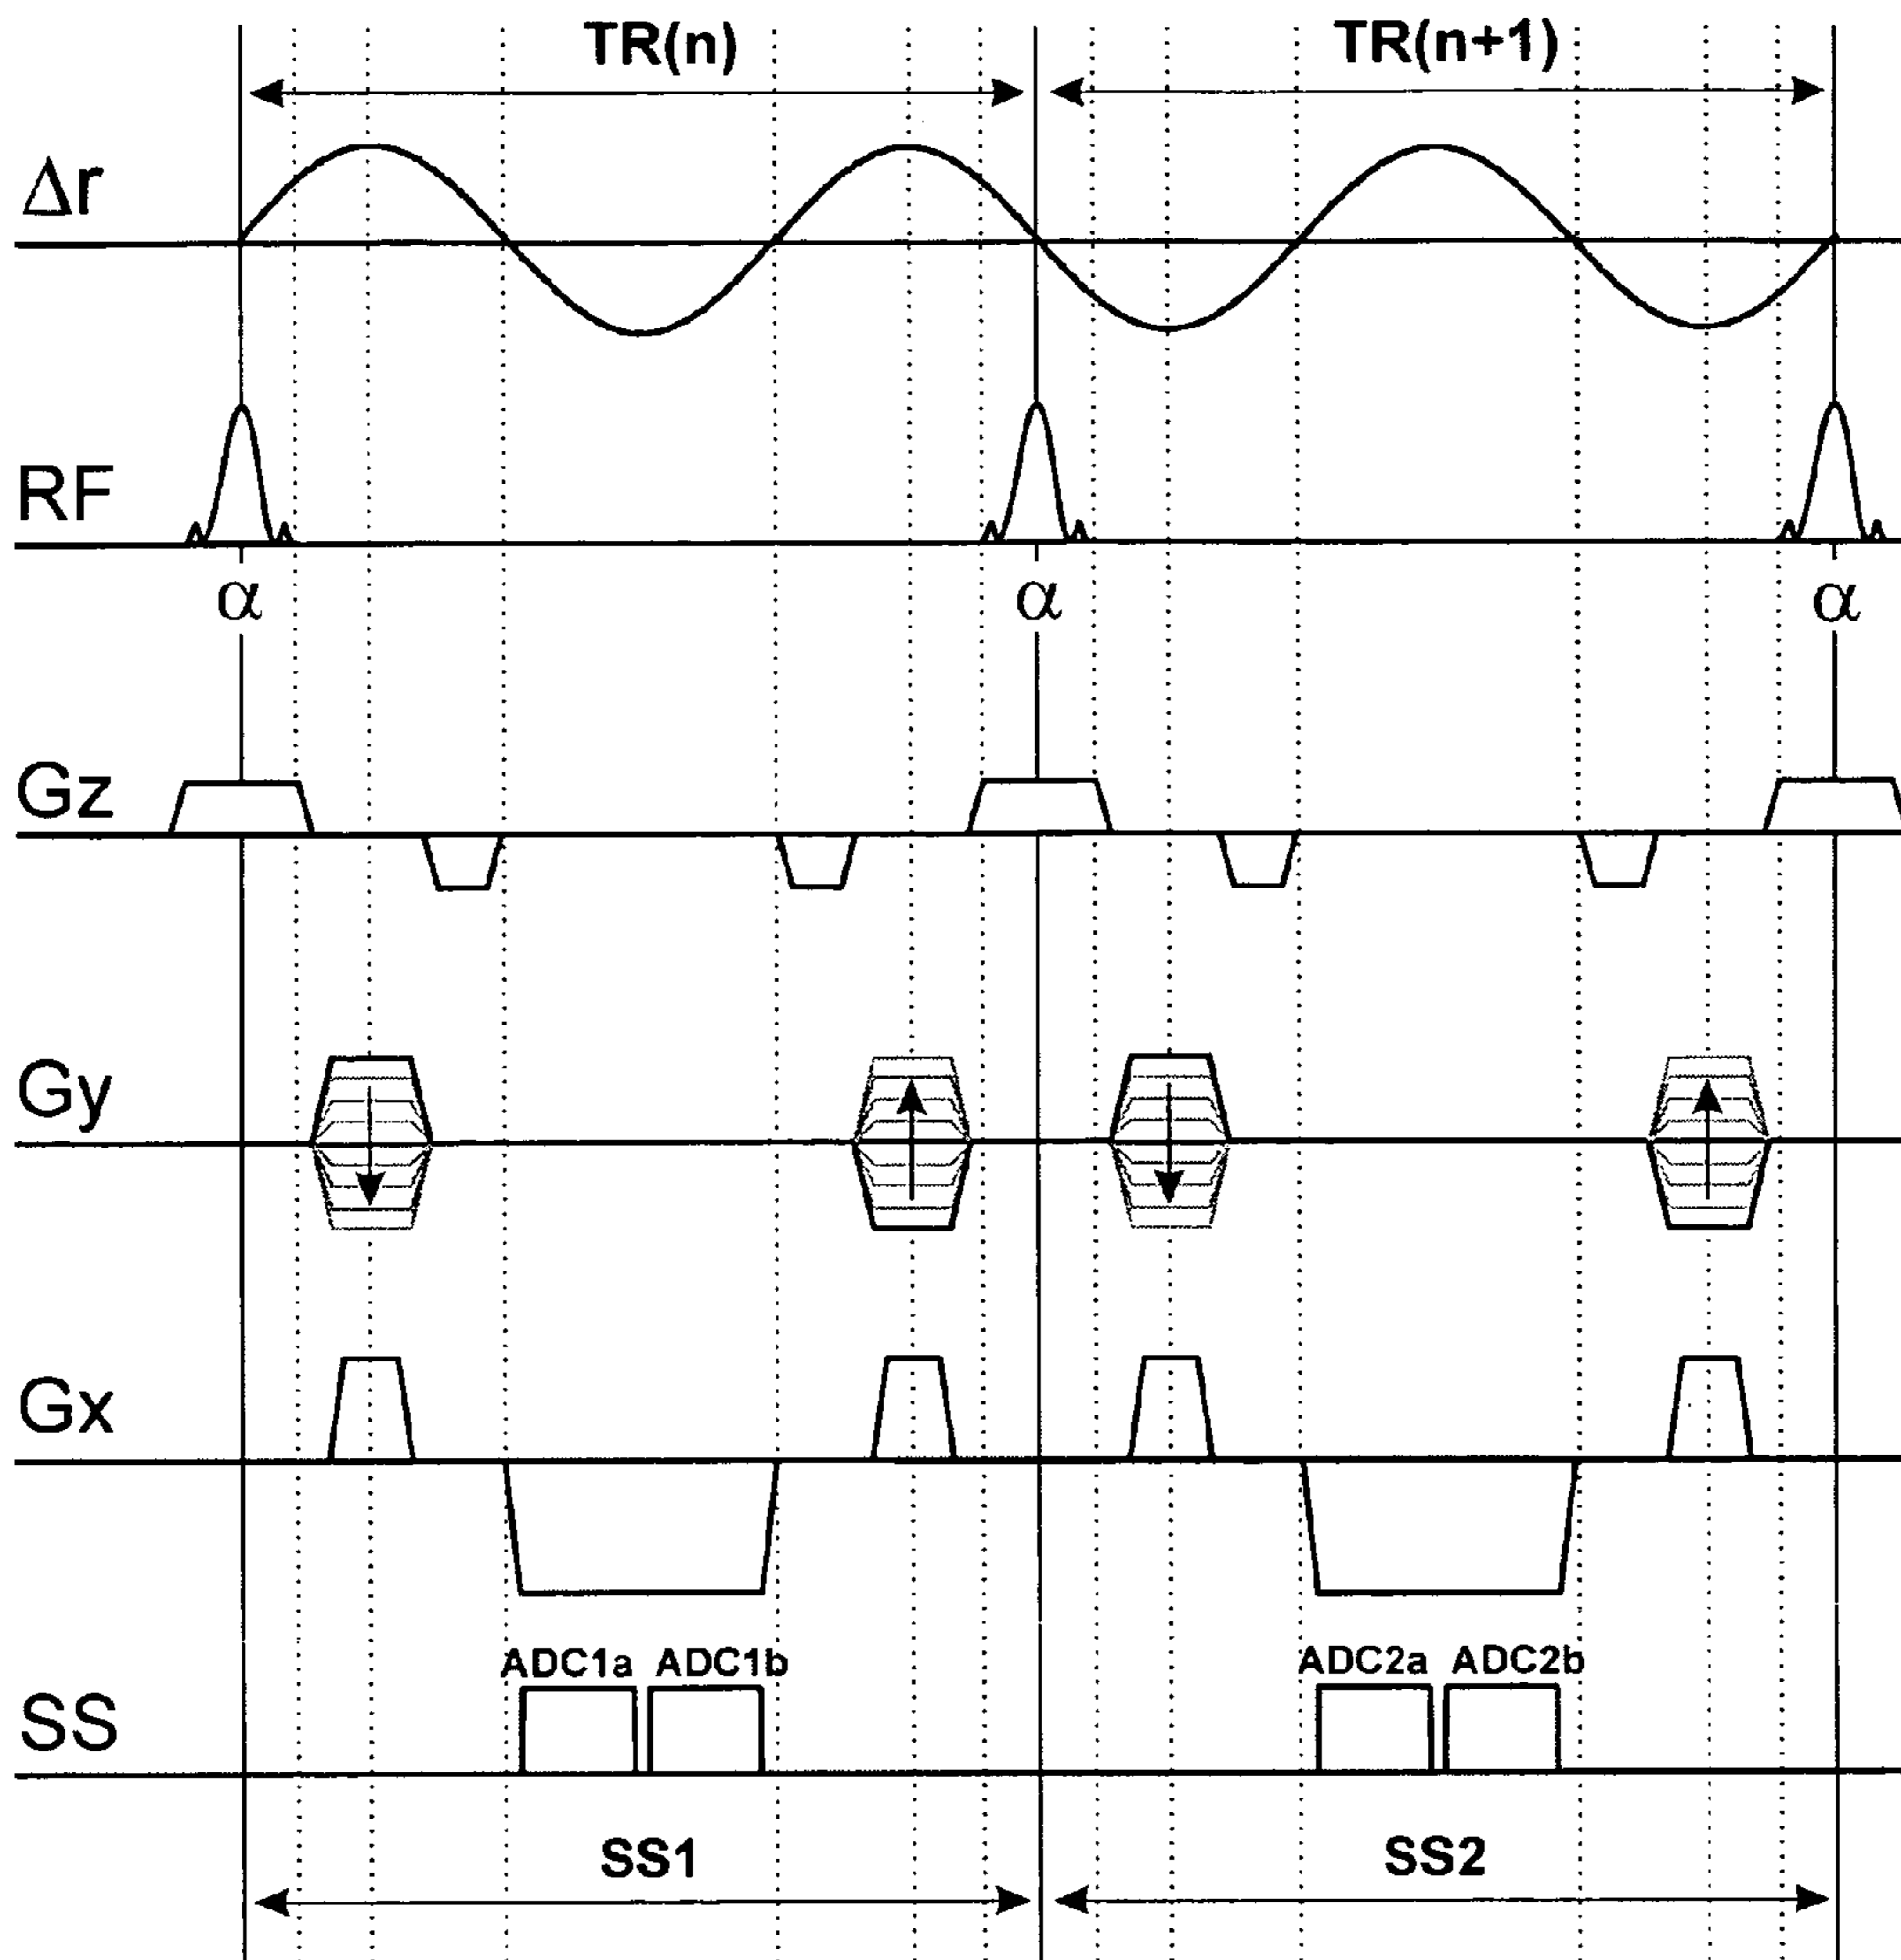 TR(n) TR(n+1)
Δr
RF
α α α
Gz
Gy
Gx
ADC1a ADC1b ADC2a ADC2b
SS
SS1 SS2